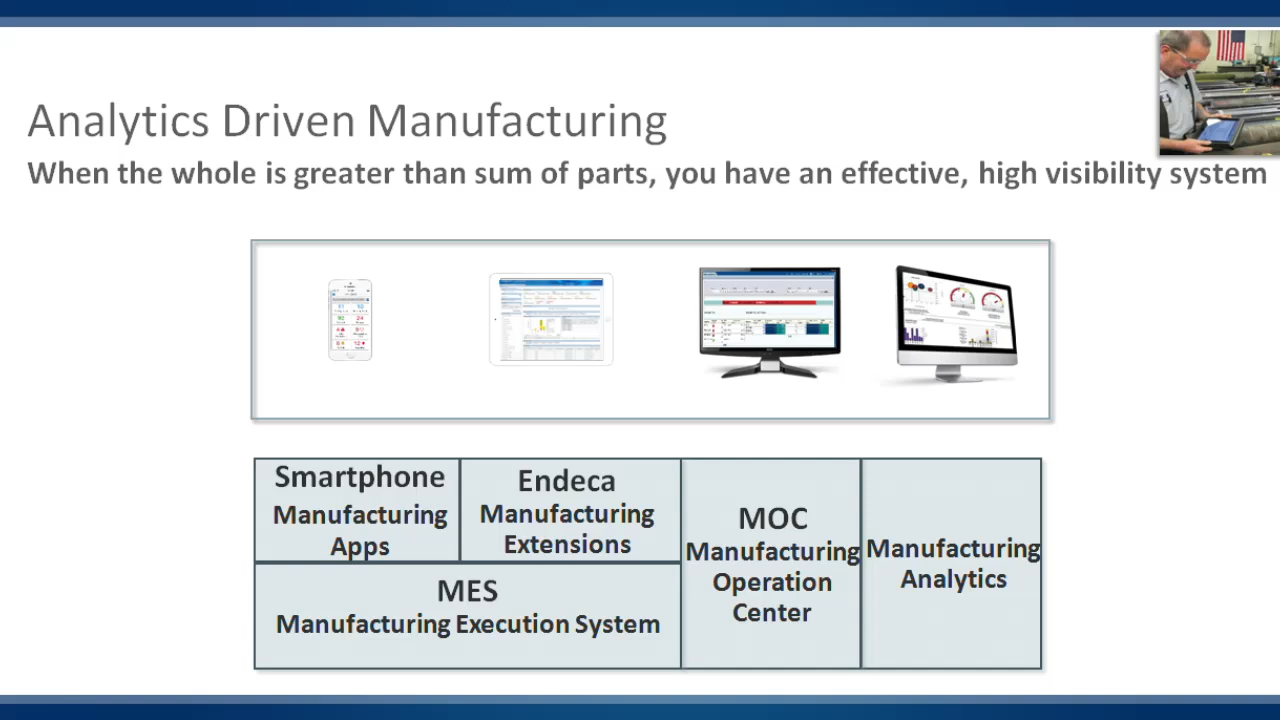 Analytics Driven Manufacturing
When the whole is greater than sum of parts, you have an effective, high visibility system
Smartphone
Manufacturing
Apps
Endeca
Manufacturing
Extensions
MES
Manufacturing Execution System
MOC
Manufacturing
Operation
Center
Manufacturing
Analytics